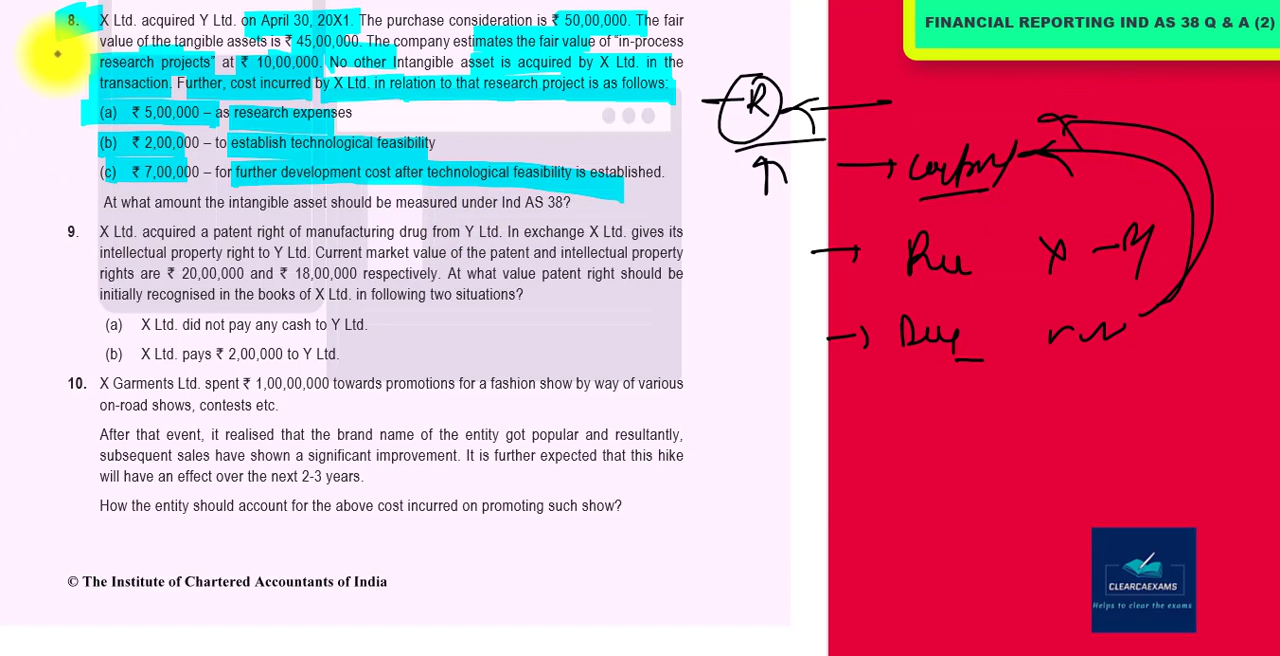 FINANCIAL REPORTING IND AS 38 Q & A (2)
8. X Ltd. acquired Y Ltd. on April 30, 20X1. The purchase consideration is ₹ 50,00,000. The fair
value of the tangible assets is ₹ 45,00,000. The company estimates the fair value of “in-process
research projects” at ₹ 10,00,000. No other Intangible asset is acquired by X Ltd. in the
transaction. Further, cost incurred by X Ltd. in relation to that research project is as follows:
(a) ₹ 5,00,000 – as research expenses
(b) ₹ 2,00,000 – to establish technological feasibility
(c) ₹ 7,00,000 – for further development cost after technological feasibility is established.
At what amount the intangible asset should be measured under Ind AS 38?
9. X Ltd. acquired a patent right of manufacturing drug from Y Ltd. In exchange X Ltd. gives its
intellectual property right to Y Ltd. Current market value of the patent and intellectual property
rights are ₹ 20,00,000 and ₹ 18,00,000 respectively. At what value patent right should be
initially recognised in the books of X Ltd. in following two situations?
(a) X Ltd. did not pay any cash to Y Ltd.
(b) X Ltd. pays ₹ 2,00,000 to Y Ltd.
10. X Garments Ltd. spent ₹ 1,00,00,000 towards promotions for a fashion show by way of various
on-road shows, contests etc.
After that event, it realised that the brand name of the entity got popular and resultantly,
subsequent sales have shown a significant improvement. It is further expected that this hike
will have an effect over the next 2-3 years.
How the entity should account for the above cost incurred on promoting such show?
© The Institute of Chartered Accountants of India
R
CLEARCAEXAMS
Helps to clear the exams